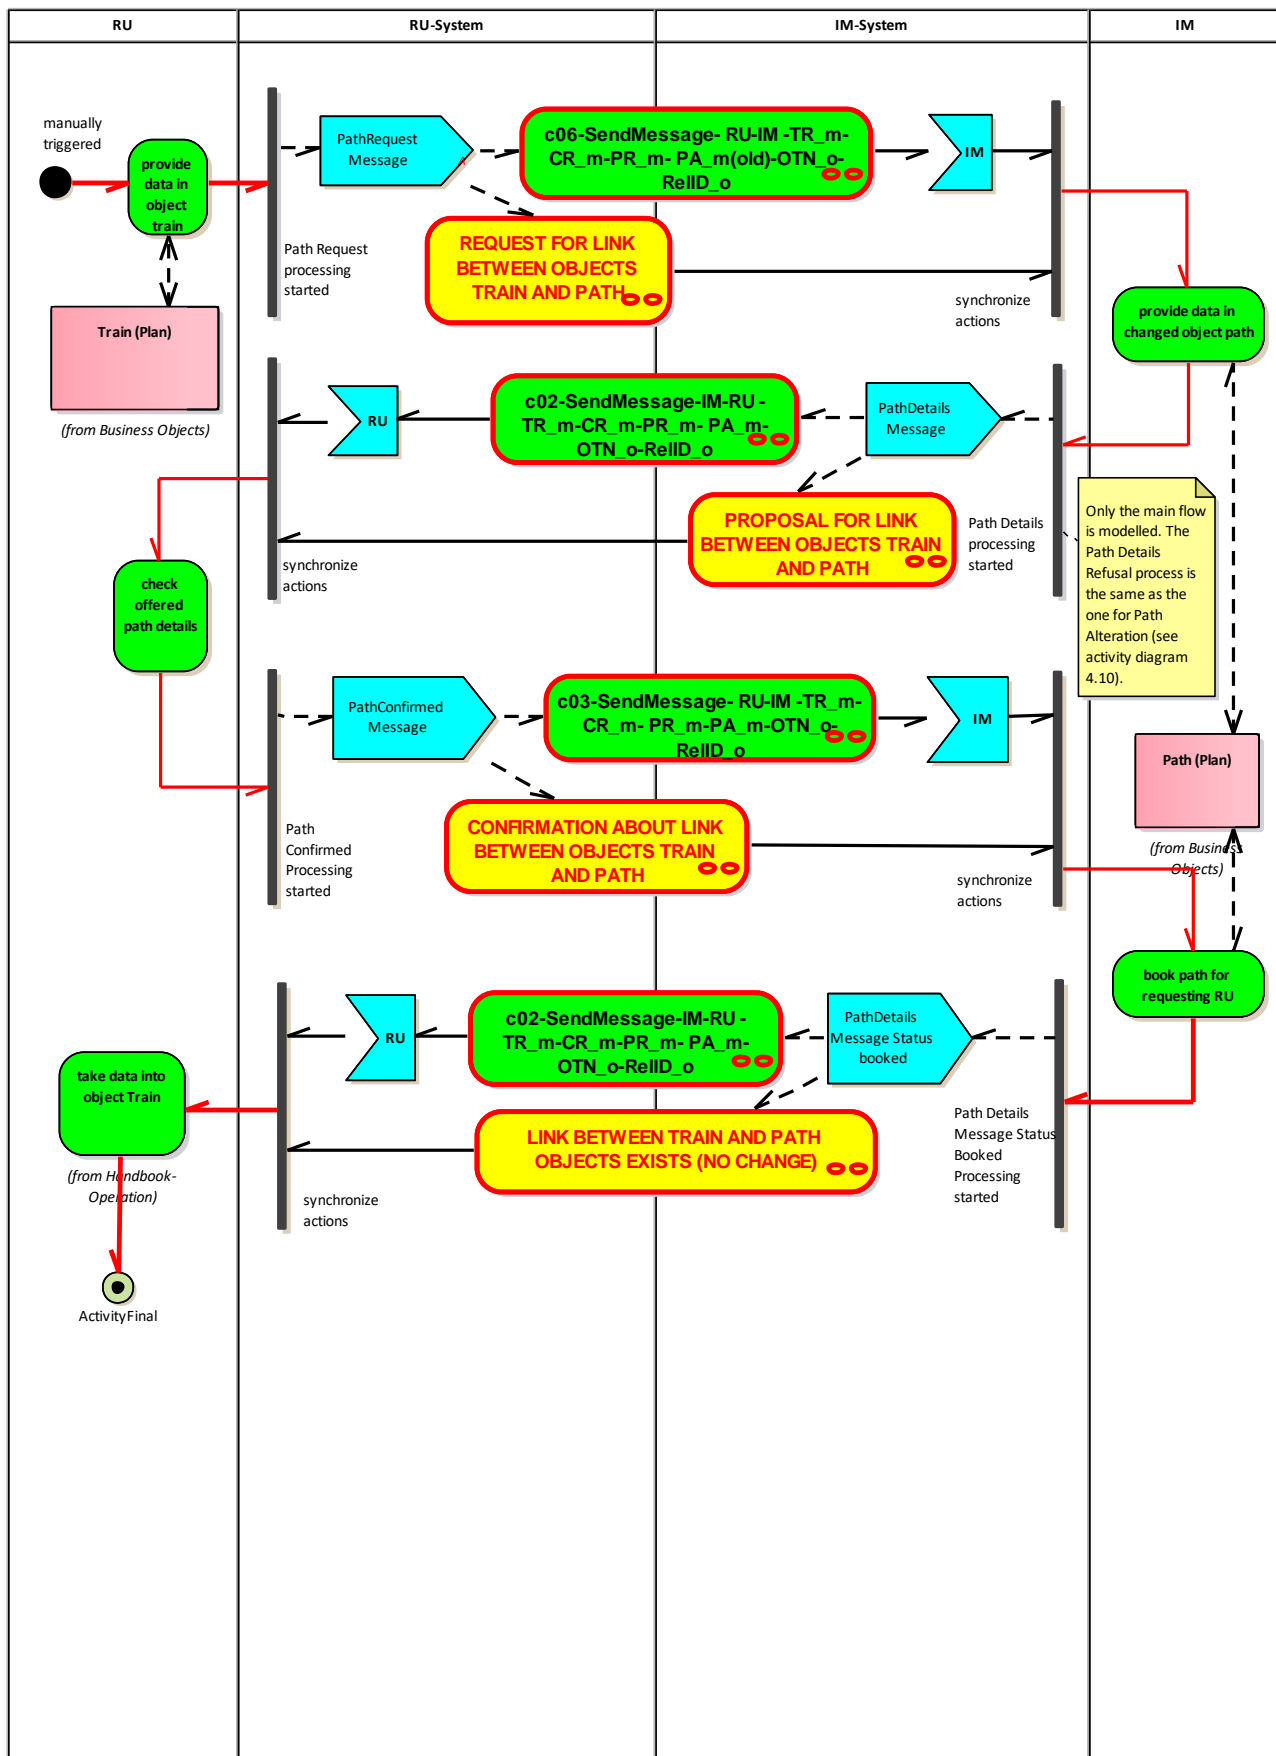 RU
RU-System
IM-System
IM
manually
triggered
provide
data in
object
train
PathRequest
Message
c06-SendMessage- RU-IM -TR_m-
CR_m-PR_m- PA_m(old)-OTN_o-
RelID_o
IM
Path Request
processing
started
REQUEST FOR LINK
BETWEEN OBJECTS
TRAIN AND PATH
synchronize
actions
provide data in
changed object path
Train (Plan)
(from Business Objects)
RU
c02-SendMessage-IM-RU -
TR_m-CR_m-PR_m- PA_m-
OTN_o-RelID_o
PathDetails
Message
PROPOSAL FOR LINK
BETWEEN OBJECTS TRAIN
AND PATH
Path Details
processing
started
synchronize
actions
Only the main flow
is modelled. The
Path Details
Refusal process is
the same as the
one for Path
Alteration (see
activity diagram
4.10).
check
offered
path details
PathConfirmed
Message
c03-SendMessage- RU-IM -TR_m-
CR_m- PR_m-PA_m-OTN_o-
RelID_o
IM
Path (Plan)
(from Business
Objects)
Path
Confirmed
Processing
started
CONFIRMATION ABOUT LINK
BETWEEN OBJECTS TRAIN
AND PATH
synchronize
actions
book path for
requesting RU
RU
c02-SendMessage-IM-RU -
TR_m-CR_m-PR_m- PA_m-
OTN_o-RelID_o
PathDetails
Message Status
booked
take data into
object Train
(from Handbook-
Operation)
LINK BETWEEN TRAIN AND PATH
OBJECTS EXISTS (NO CHANGE)
Path Details
Message Status
Booked
Processing
started
synchronize
actions
ActivityFinal